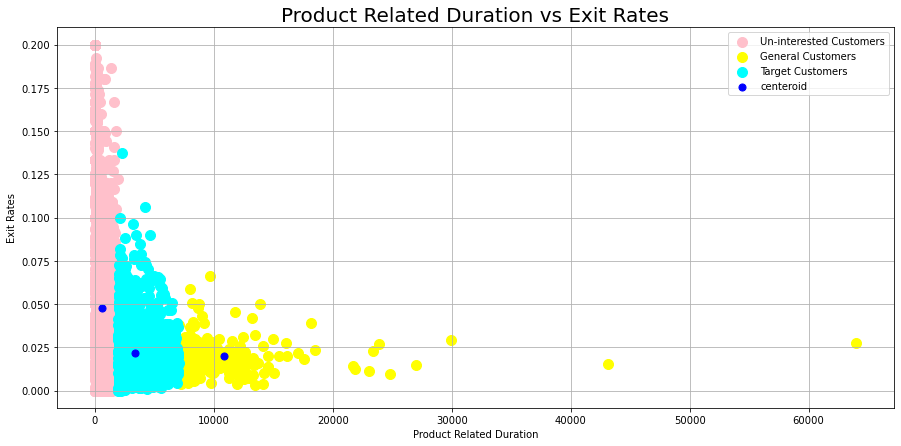 Product Related Duration vs Exit Rates
Un-interested Customers
General Customers
Target Customers
centeroid
0.200
0.175
0.150
0.125
0.100
0.075
0.050
0.025
0.000
Exit Rates
0 10000 20000 30000 40000 50000 60000
Product Related Duration